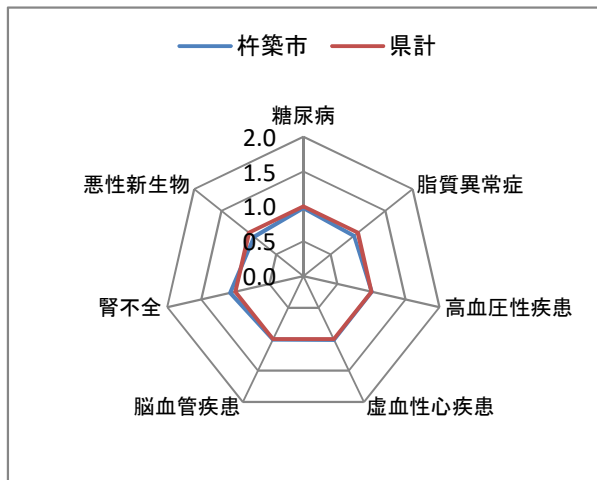 杵築市 県計
糖尿病
2.0
1.5
1.0
0.5
0.0
脂質異常症
悪性新生物
高血圧性疾患
腎不全
虚血性心疾患
脳血管疾患